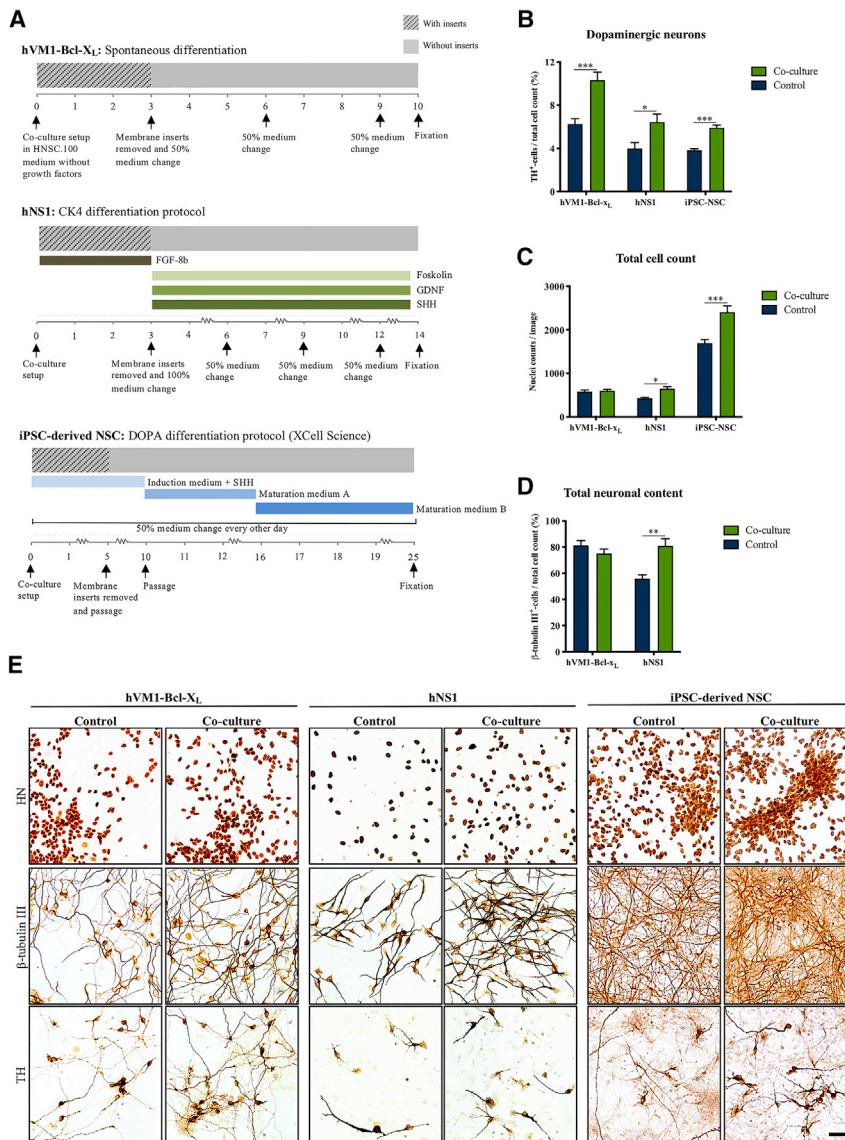 A
With inserts
Without inserts
hVM1-Bcl-XL: Spontaneous differentiation
0 3 4 5 6 7 8 9 10
Co-culture setup
in HNSC.100
medium without
growth factors
Membrane inserts
removed and 50%
medium change
50% medium
change
50% medium
change
Fixation
hNS1: CK4 differentiation protocol
FGF-8b
Foskolin
GDNF
SHH
0 3 4 6 7 9 10 12 14
Co-culture
setup
Membrane inserts
removed and 100%
medium change
50% medium
change
50% medium
change
50% medium
change
Fixation
iPSC-derived NSC: DOPA differentiation protocol (XCell Science)
Induction medium + SHH
Maturation medium A
Maturation medium B
50% medium change every other day
0 1 5 10 13 16 18 19 25
Co-culture
setup
Membrane
inserts removed
and passage
Passage
Fixation
B
Dopaminergic neurons
TH+-cells / total cell count (%)
12
8
4
0
***
*
***
hVM1-Bcl-xL hNS1 iPSC-NSC
Co-culture
Control
C
Total cell count
Nuclei counts / image
3000
2000
1000
0
*
***
hVM1-Bcl-xL hNS1 iPSC-NSC
Co-culture
Control
D
Total neuronal content
β-tubulin III+-cells / total cell count (%)
100
80
60
40
20
0
**
hVM1-Bcl-xL hNS1
Co-culture
Control
E
hVM1-Bcl-XL hNS1 iPSC-derived NSC
Control Co-culture Control Co-culture Control Co-culture
HN
β-tubulin III
TH